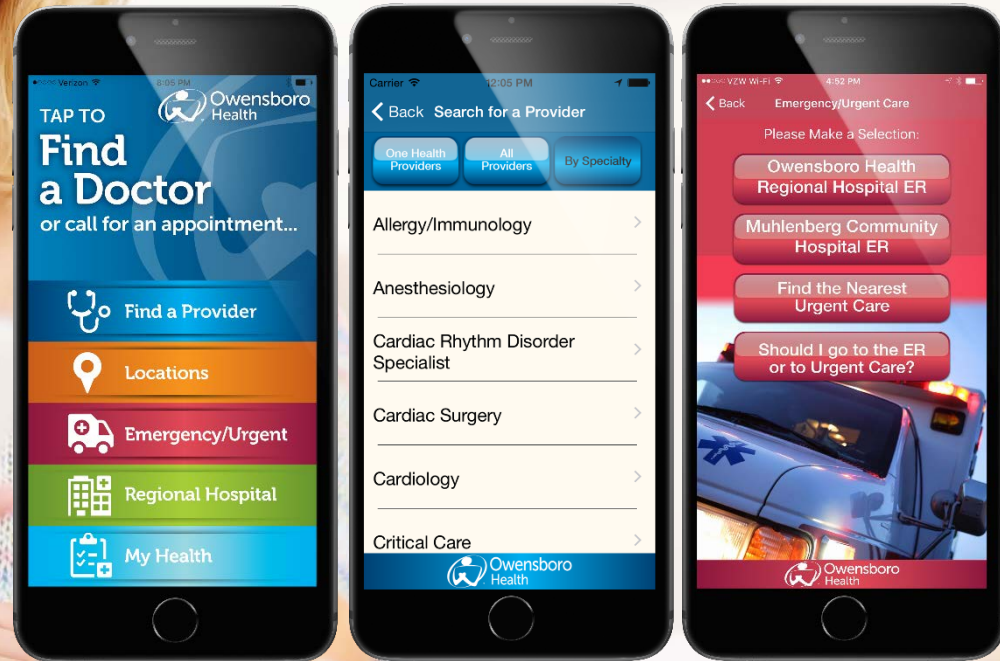 Verizon
8:05 PM
Owensboro
Health
TAP TO
Find
a Doctor
or call for an appointment...
Find a Provider
Locations
Emergency/Urgent
Regional Hospital
My Health
Carrier
12:05 PM
Back Search for a Provider
One Health
Providers
All
Providers
By Specialty
Allergy/Immunology
Anesthesiology
Cardiac Rhythm Disorder
Specialist
Cardiac Surgery
Cardiology
Critical Care
Owensboro
Health
VZW Wi-Fi
4:52 PM
Back Emergency/Urgent Care
Please Make a Selection:
Owensboro Health
Regional Hospital ER
Muhlenberg Community
Hospital ER
Find the Nearest
Urgent Care
Should I go to the ER
or to Urgent Care?
Owensboro
Health